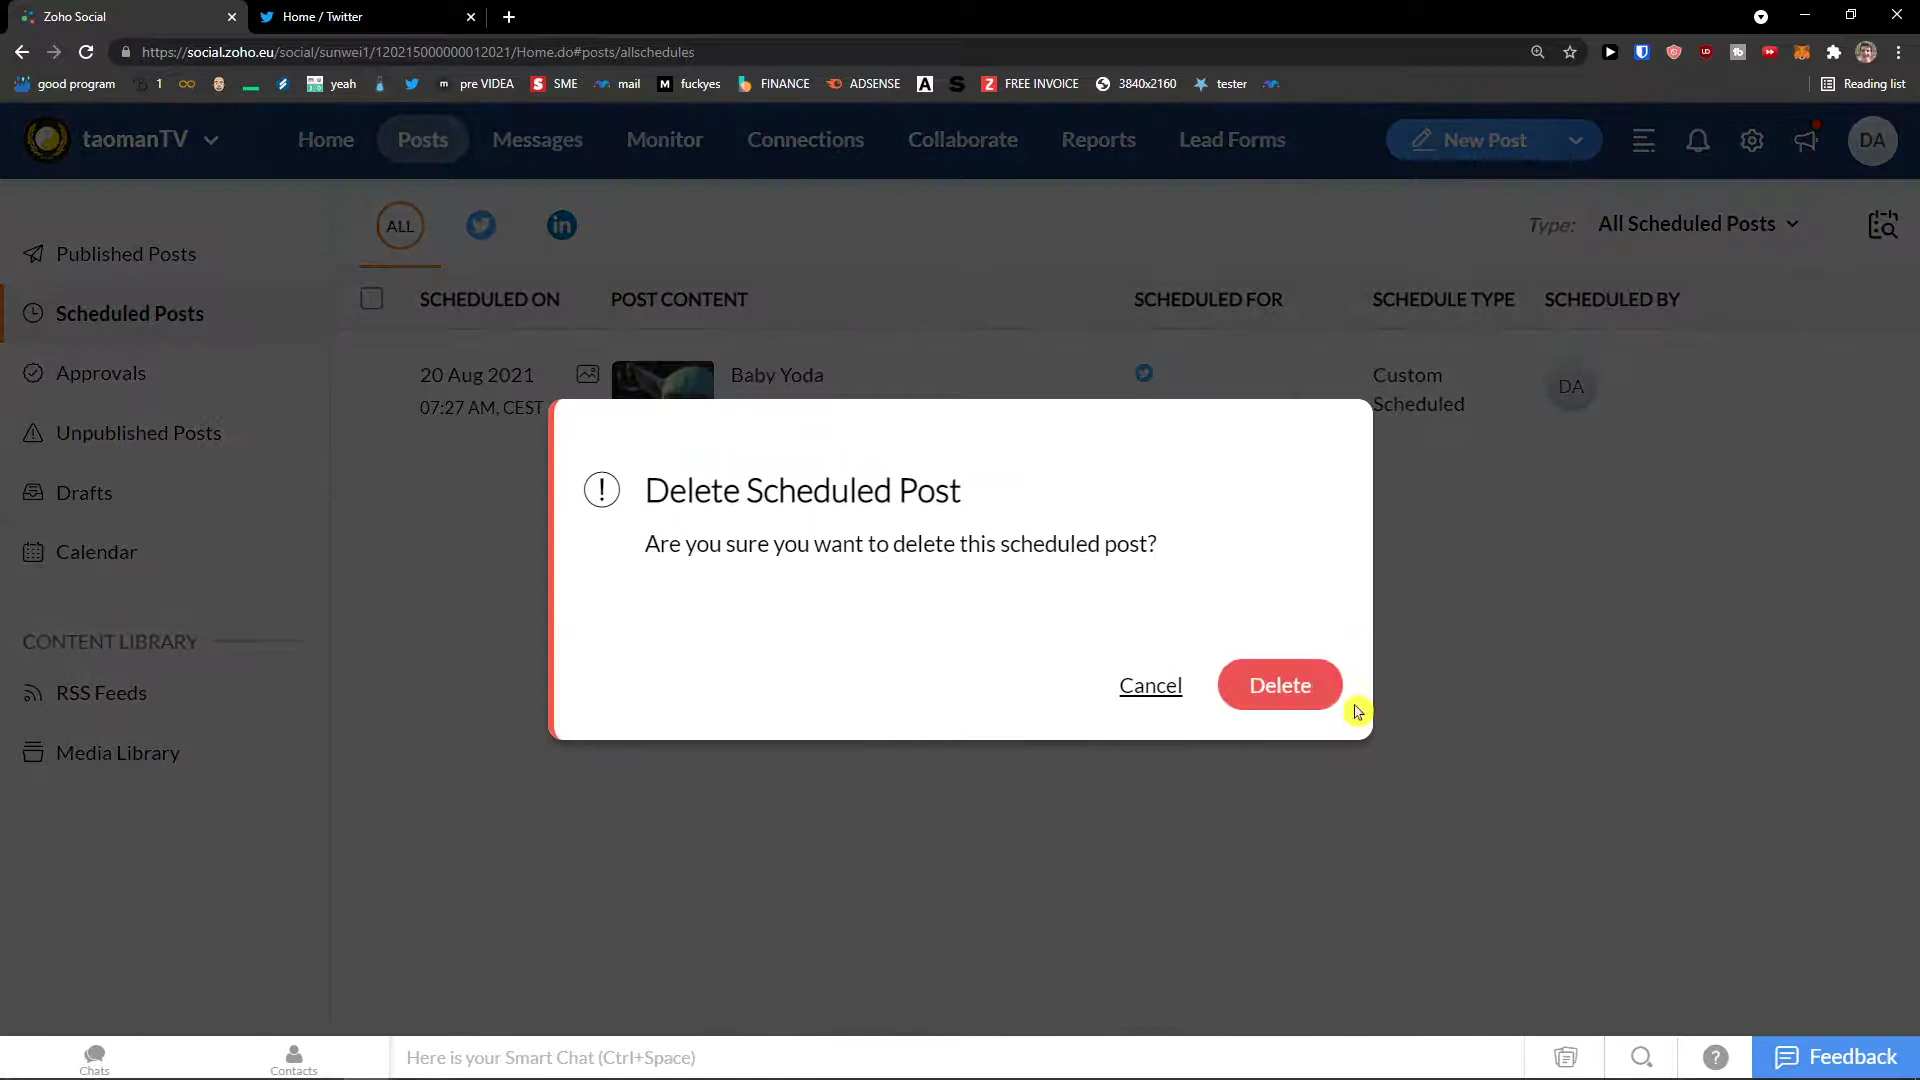 Zoho Social
Home / Twitter
https://social.zoho.eu/social/sunwei1/120215000000012021/Home.do#posts/allschedules
good program
1
yeah
pre VIDEA
SME
mail
fuckyes
FINANCE
ADSENSE
FREE INVOICE
3840x2160
tester
Reading list
taomanTV
Home
Posts
Messages
Monitor
Connections
Collaborate
Reports
Lead Forms
New Post
DA
Published Posts
Scheduled Posts
Approvals
Unpublished Posts
Drafts
Calendar
CONTENT LIBRARY
RSS Feeds
Media Library
ALL
Type: All Scheduled Posts
SCHEDULED ON
POST CONTENT
SCHEDULED FOR
SCHEDULE TYPE
SCHEDULED BY
20 Aug 2021
07:27 AM, CEST
Baby Yoda
Custom
Scheduled
DA
Delete Scheduled Post
Are you sure you want to delete this scheduled post?
Cancel
Delete
Chats
Contacts
Here is your Smart Chat (Ctrl+Space)
Feedback